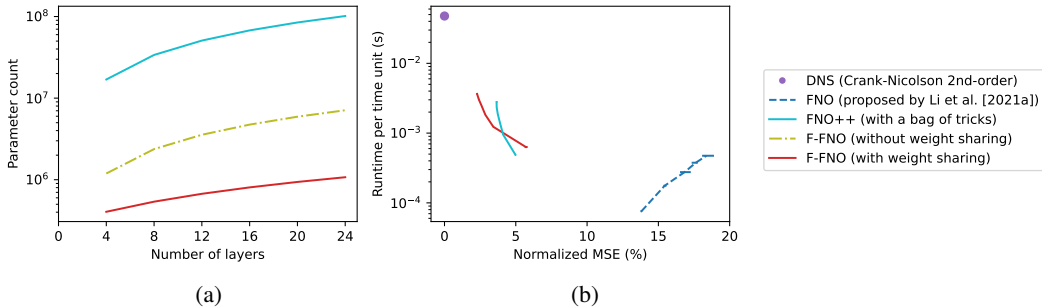 10^8
10^7
10^6
Parameter count
0 4 8 12 16 20 24
Number of layers
(a)
10^-2
10^-3
10^-4
Runtime per time unit (s)
0 5 10 15 20
Normalized MSE (%)
(b)
DNS (Crank-Nicolson 2nd-order)
FNO (proposed by Li et al. [2021a])
FNO++ (with a bag of tricks)
F-FNO (without weight sharing)
F-FNO (with weight sharing)